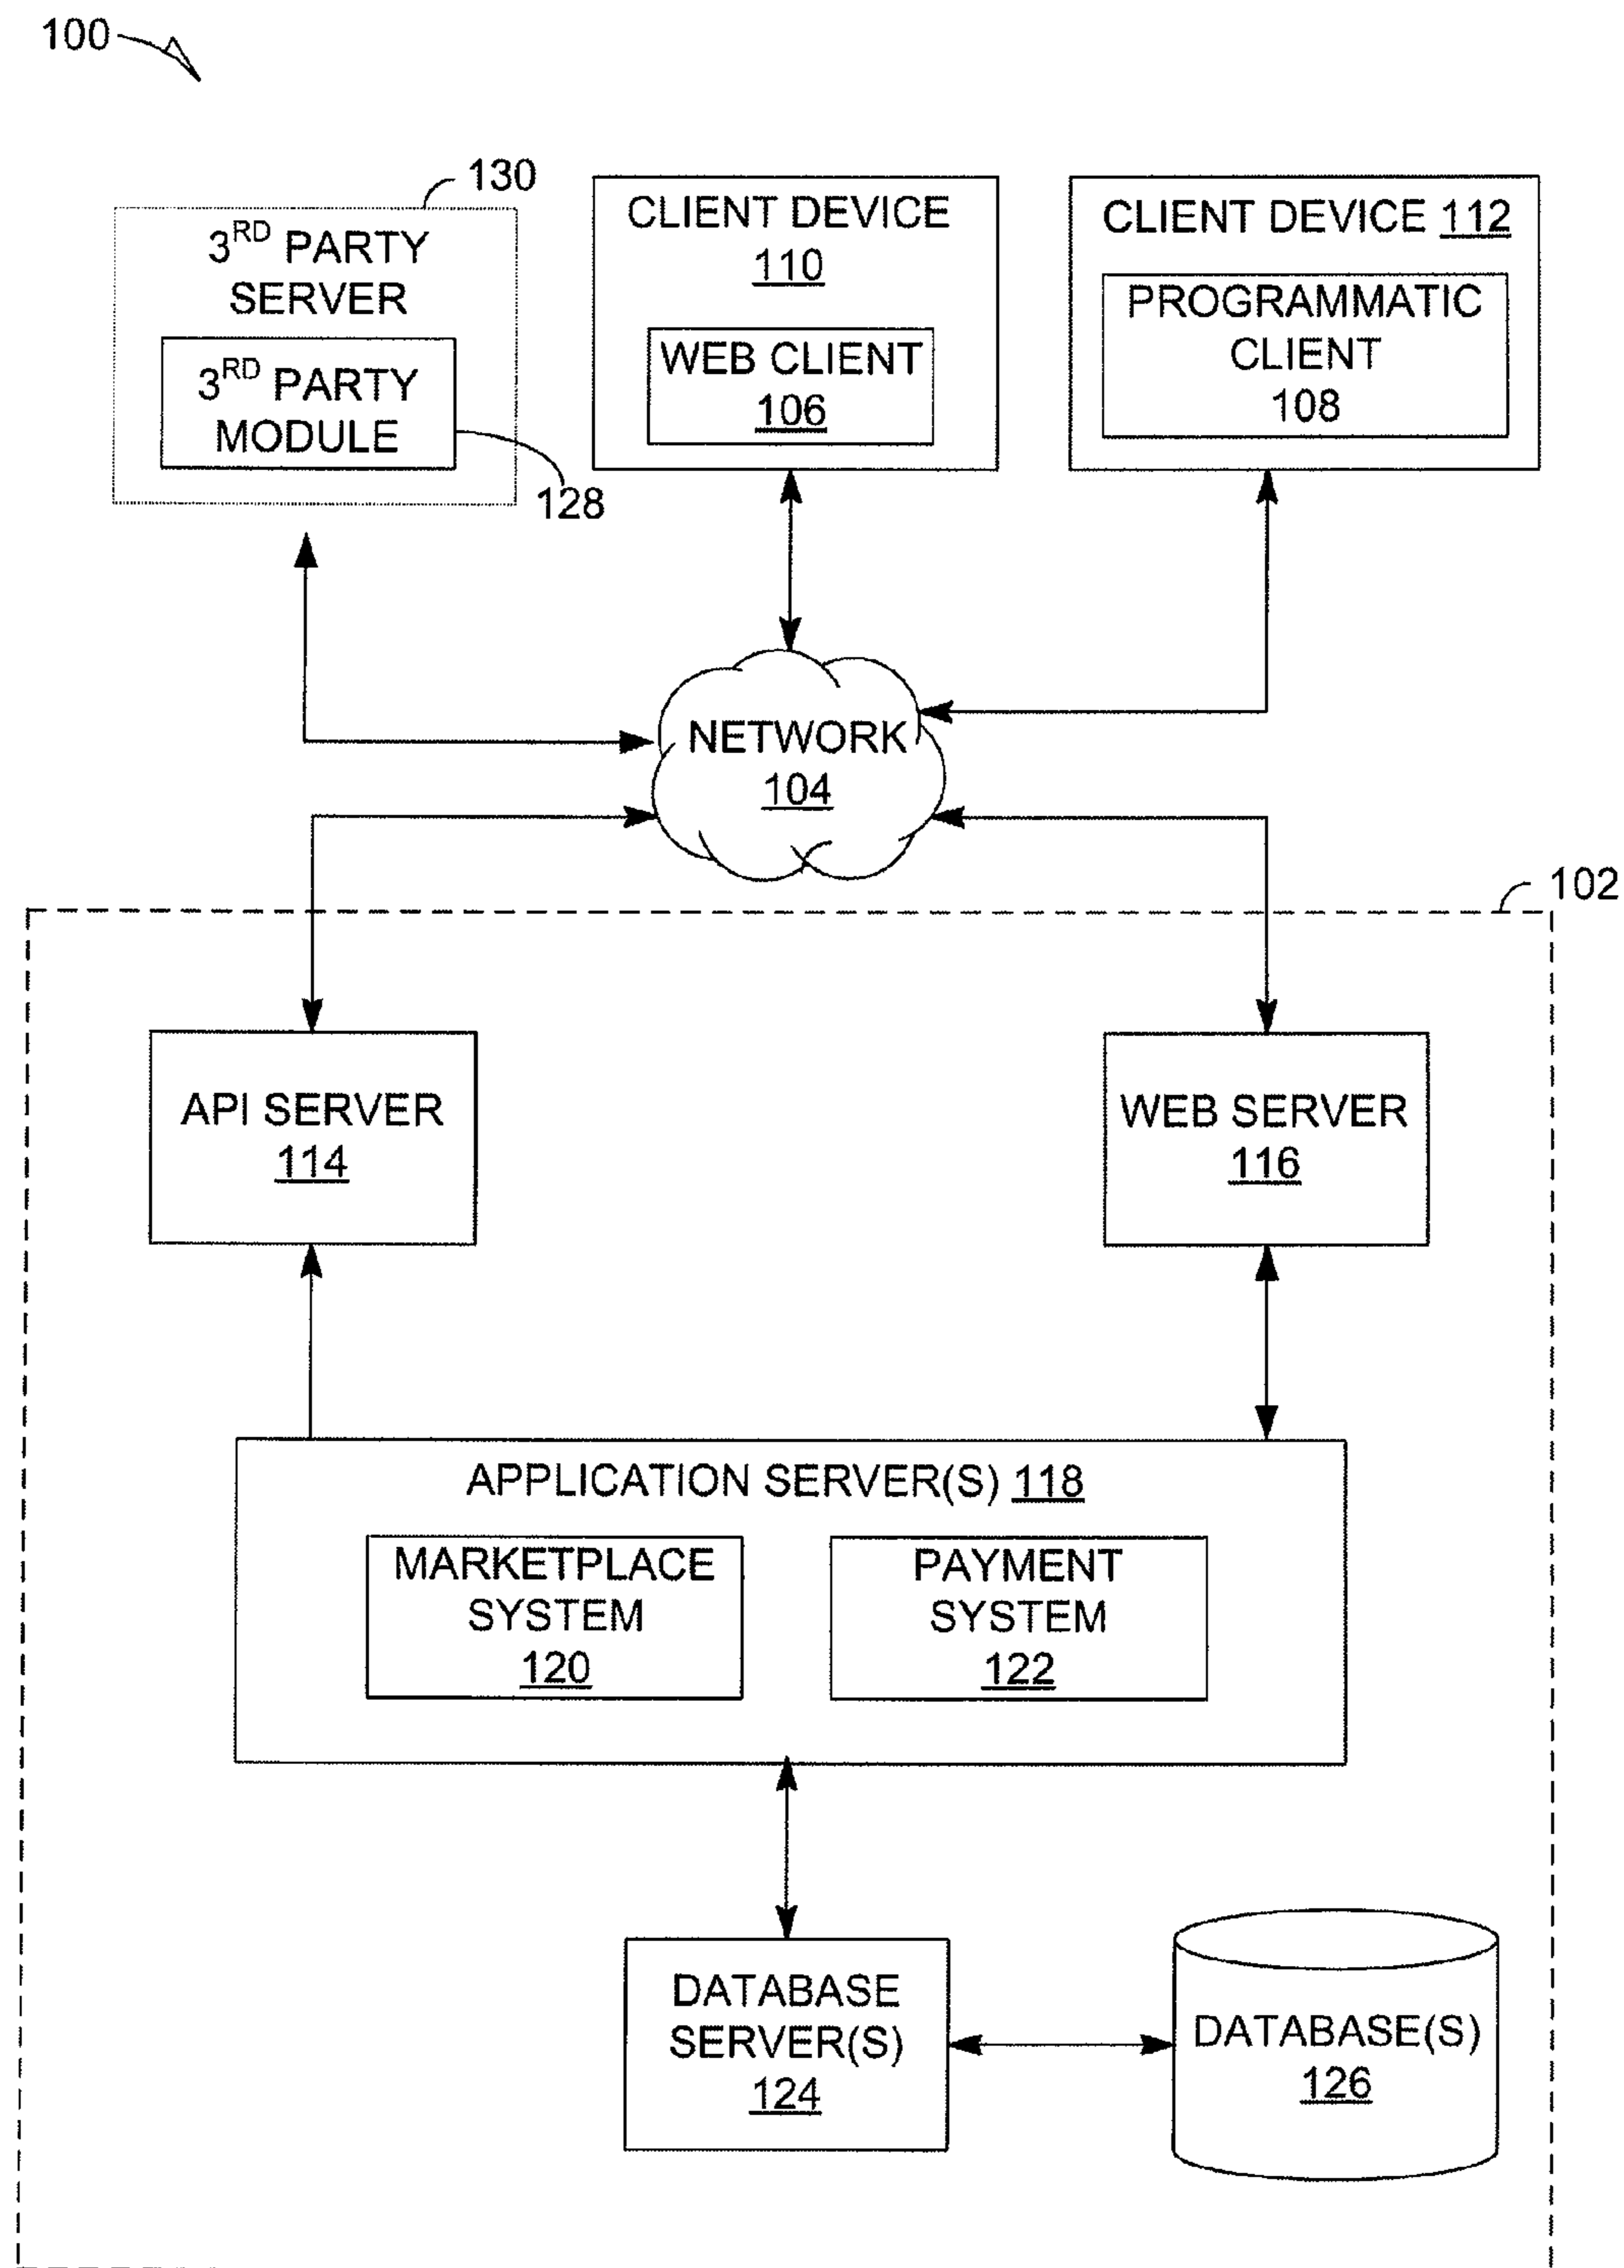 100
130
3RD PARTY
SERVER
3RD PARTY
MODULE
128
CLIENT DEVICE
110
WEB CLIENT
106
CLIENT DEVICE 112
PROGRAMMATIC
CLIENT
108
NETWORK
104
102
API SERVER
114
WEB SERVER
116
APPLICATION SERVER(S) 118
MARKETPLACE
SYSTEM
120
PAYMENT
SYSTEM
122
DATABASE
SERVER(S)
124
DATABASE(S)
126